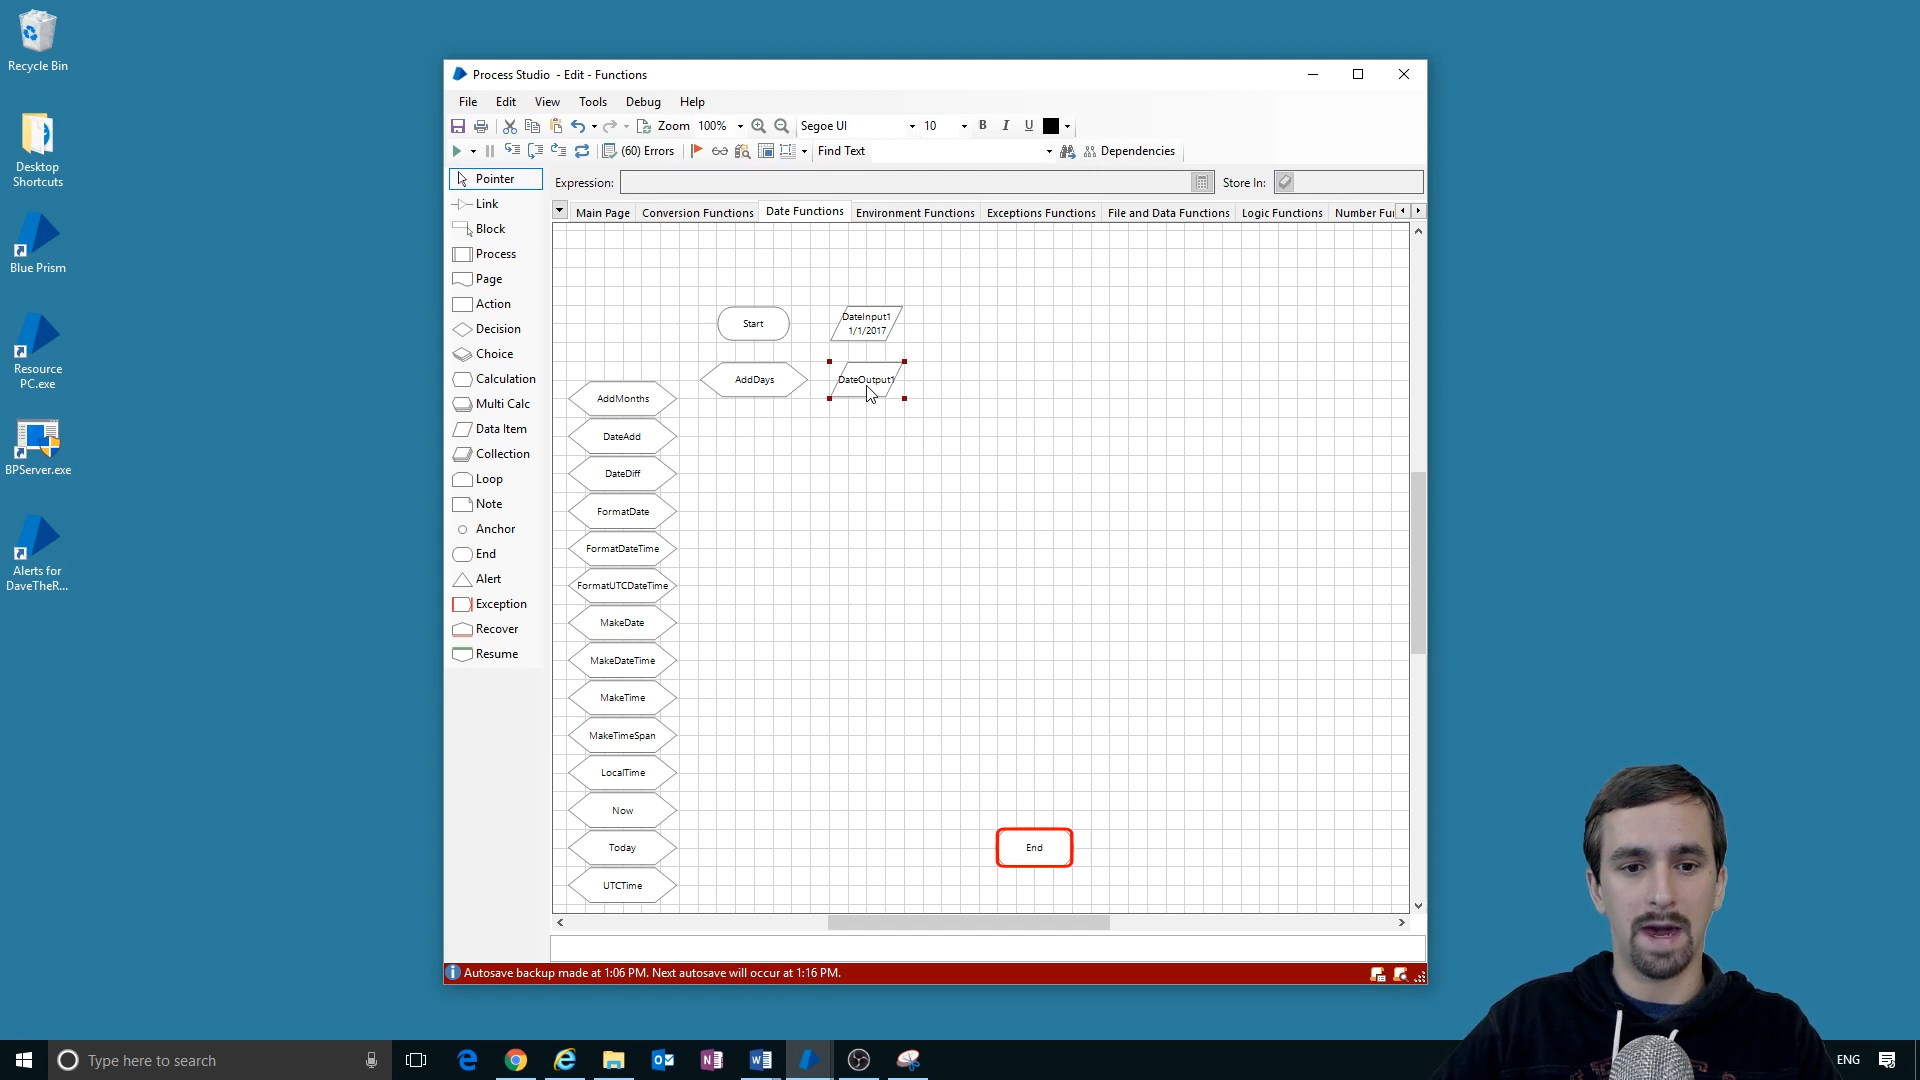 Recycle Bin
Desktop
Shortcuts
Blue Prism
Resource
PC.exe
BPServer.exe
Alerts for
DaveTheR...
Process Studio - Edit - Functions
File Edit View Tools Debug Help
Zoom 100% Segoe UI 10 B I U
(60) Errors Find Text Dependencies
Pointer
Link
Block
Process
Page
Action
Decision
Choice
Calculation
Multi Calc
Data Item
Collection
Loop
Note
Anchor
End
Alert
Exception
Recover
Resume
Expression: Store In:
Main Page Conversion Functions Date Functions Environment Functions Exceptions Functions File and Data Functions Logic Functions Number Fu
Start
DateInput1
1/1/2017
AddDays
DateOutput1
AddMonths
DateAdd
DateDiff
FormatDate
FormatDateTime
FormatUTCDateTime
MakeDate
MakeDateTime
MakeTime
MakeTimeSpan
LocalTime
Now
Today
UTCTime
End
Autosave backup made at 1:06 PM. Next autosave will occur at 1:16 PM.
Type here to search
ENG